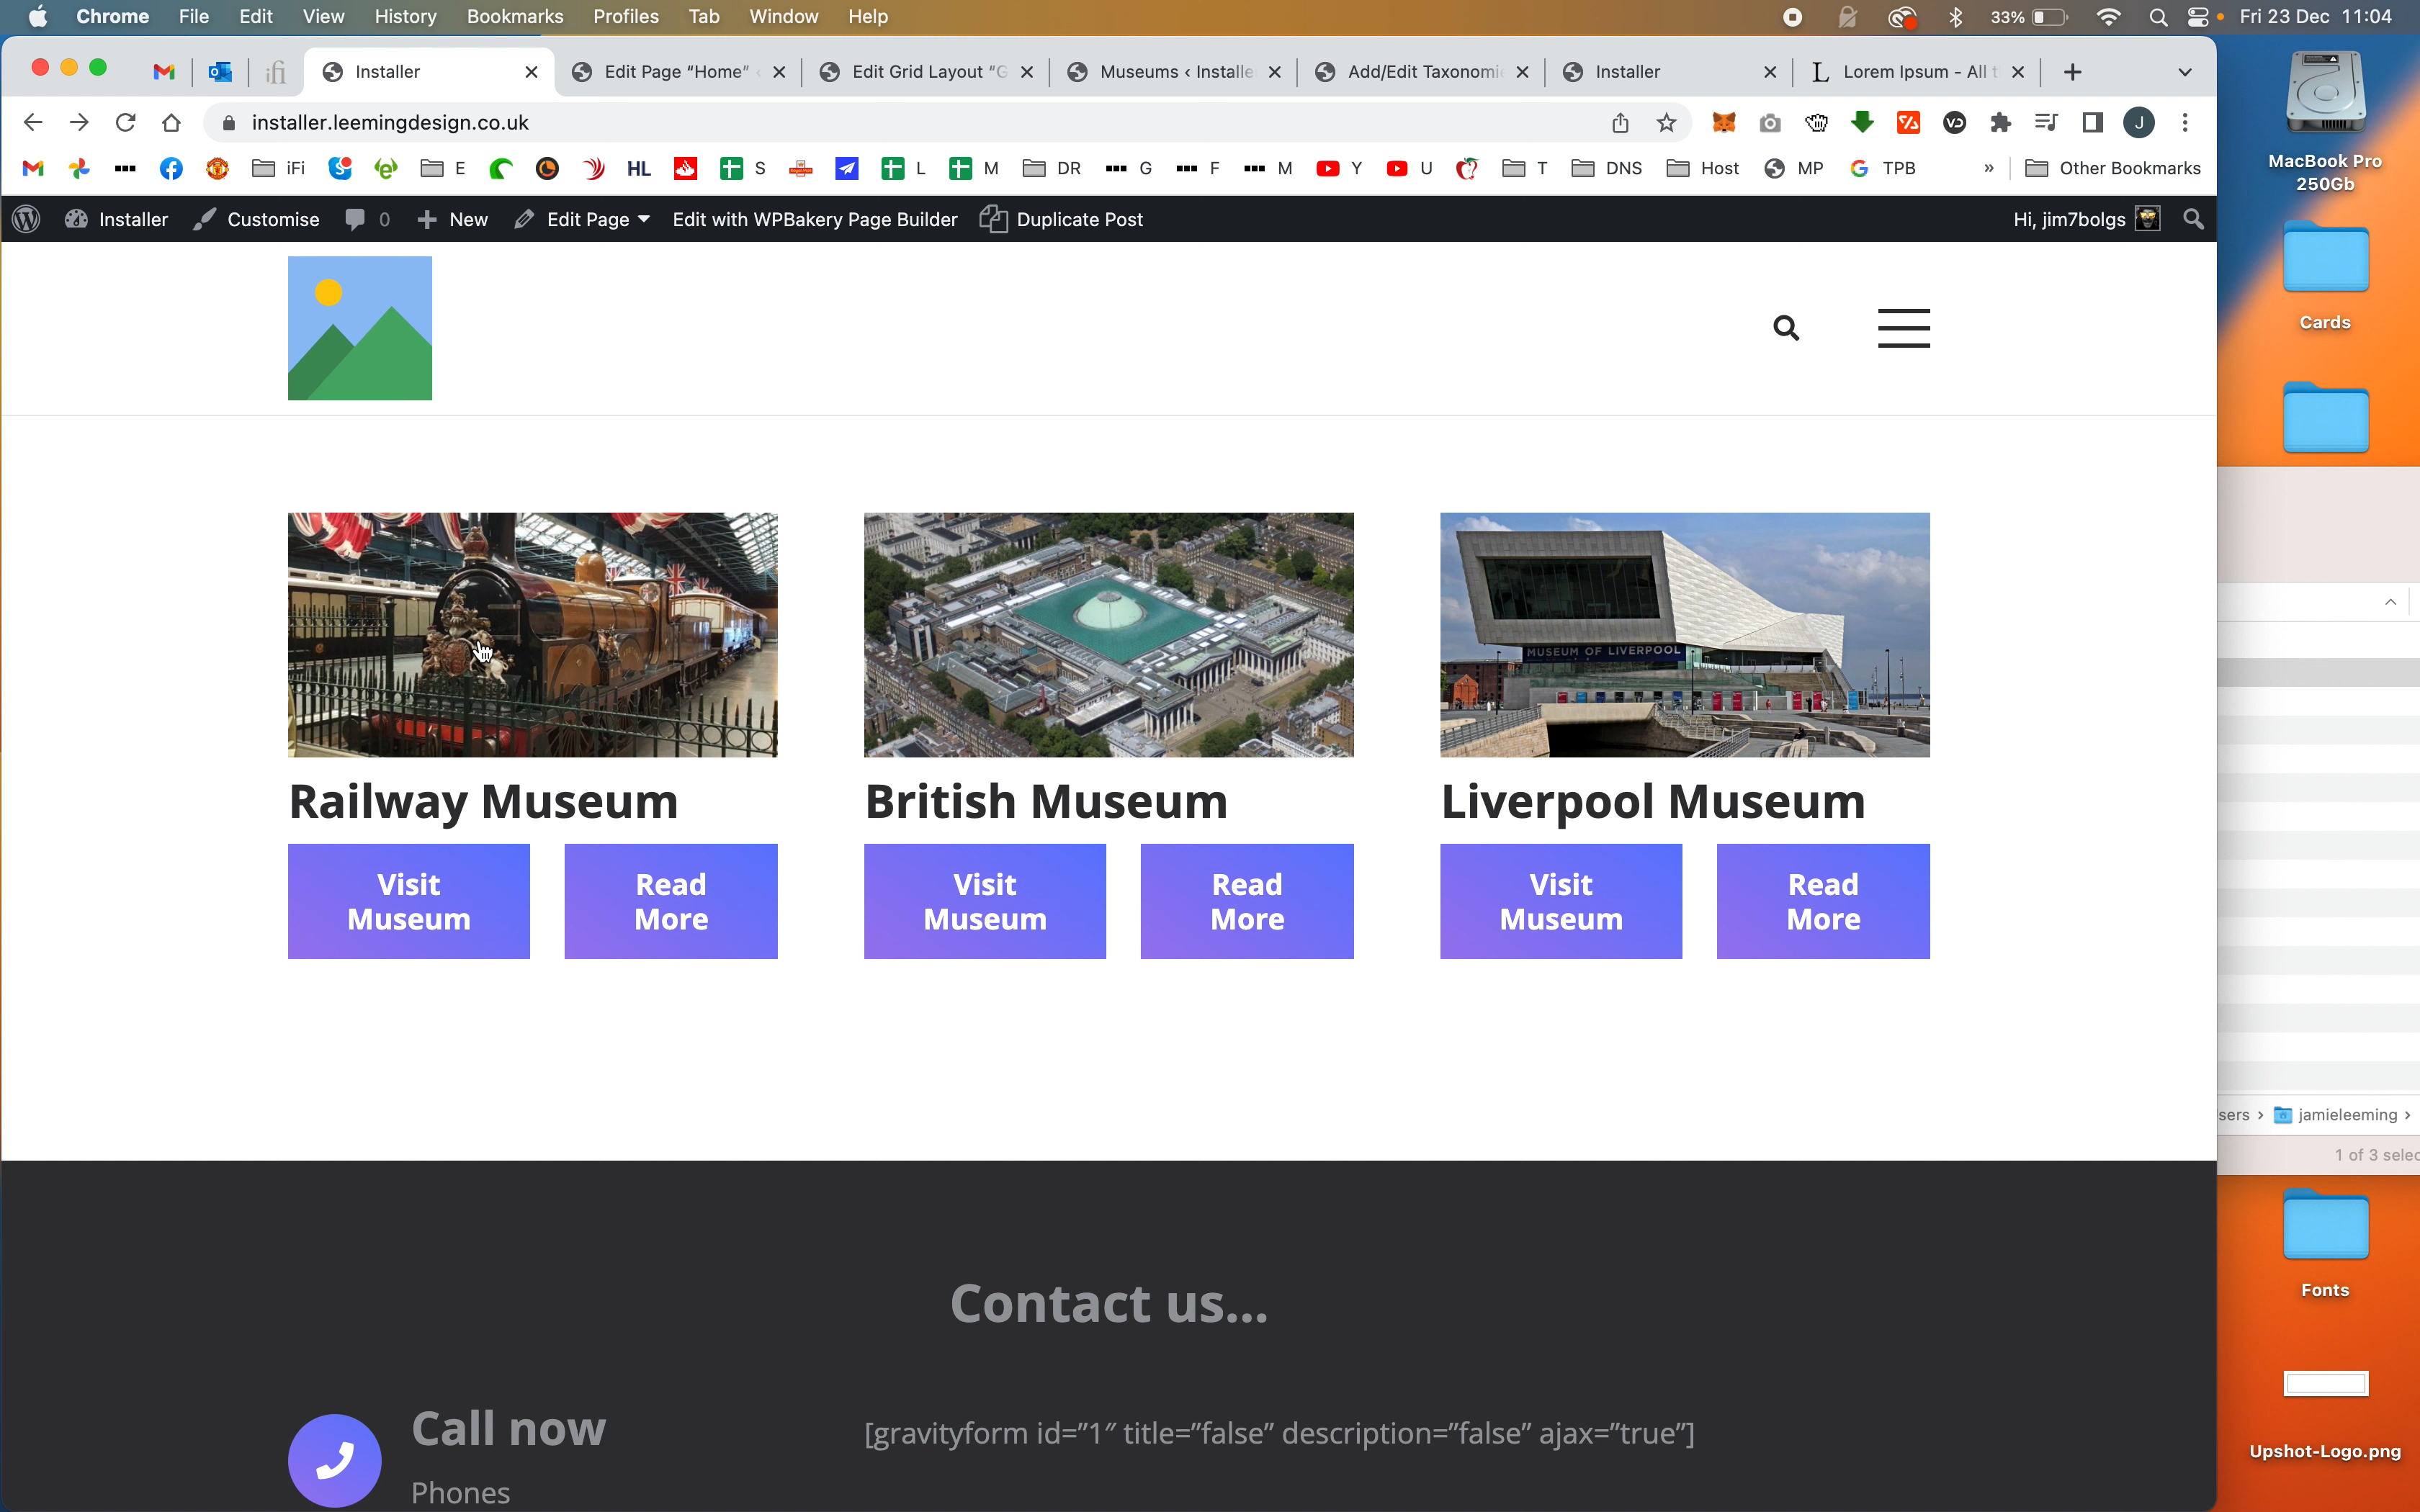 Chrome File Edit View History Bookmarks Profiles Tab Window Help 33% Fri 23 Dec 11:04
ifi Installer Edit Page “Home” Edit Grid Layout “G Museums ‹ Installe Add/Edit Taxonomi Installer Lorem Ipsum - All t
installer.leemingdesign.co.uk J
iFi E HL S L M DR G F M Y U T DNS Host MP TPB » Other Bookmarks
Installer Customise 0 New Edit Page Edit with WPBakery Page Builder Duplicate Post Hi, jim7bolgs
MacBook Pro
250Gb
Cards
MUSEUM OF LIVERPOOL
Railway Museum
British Museum
Liverpool Museum
Visit
Museum
Read
More
Visit
Museum
Read
More
Visit
Museum
Read
More
sers › jamieleeming ›
1 of 3 selec
Contact us...
Fonts
Call now
Phones
[gravityform id=”1″ title=”false” description=”false” ajax=”true”]
Upshot-Logo.png